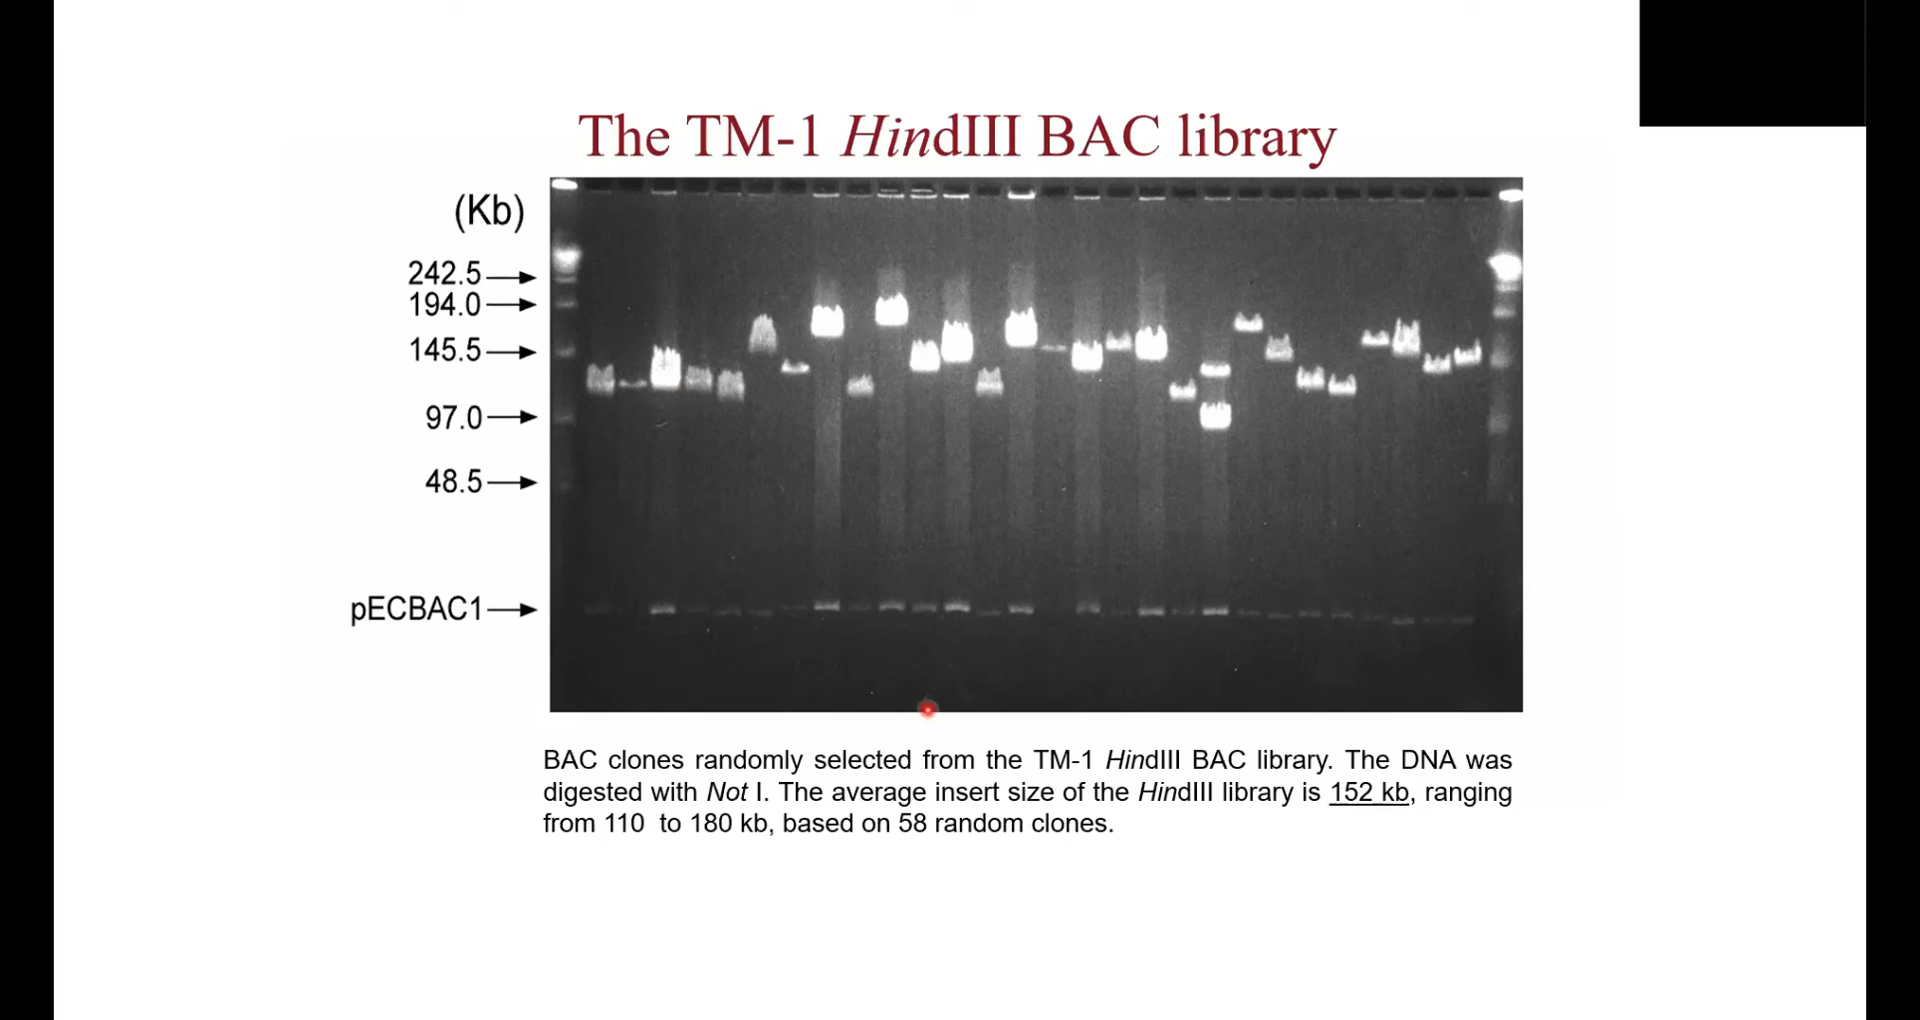 The TM-1 HindIII BAC library
(Kb)
242.5
194.0
145.5
97.0
48.5
pECBAC1
BAC clones randomly selected from the TM-1 HindIII BAC library. The DNA was
digested with Not I. The average insert size of the HindIII library is 152 kb, ranging
from 110  to 180 kb, based on 58 random clones.